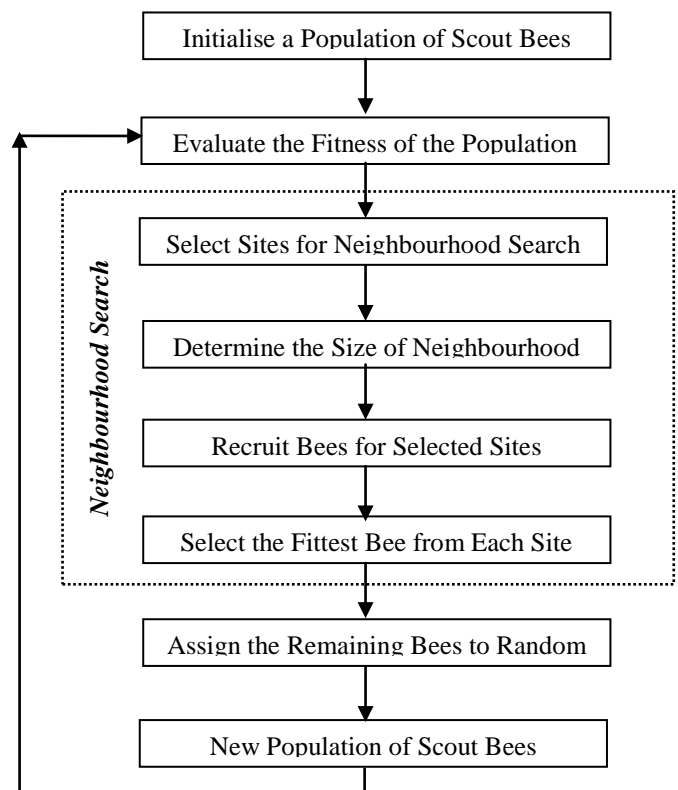 Initialise a Population of Scout Bees
Evaluate the Fitness of the Population
Neighbourhood Search
Select Sites for Neighbourhood Search
Determine the Size of Neighbourhood
Recruit Bees for Selected Sites
Select the Fittest Bee from Each Site
Assign the Remaining Bees to Random
New Population of Scout Bees